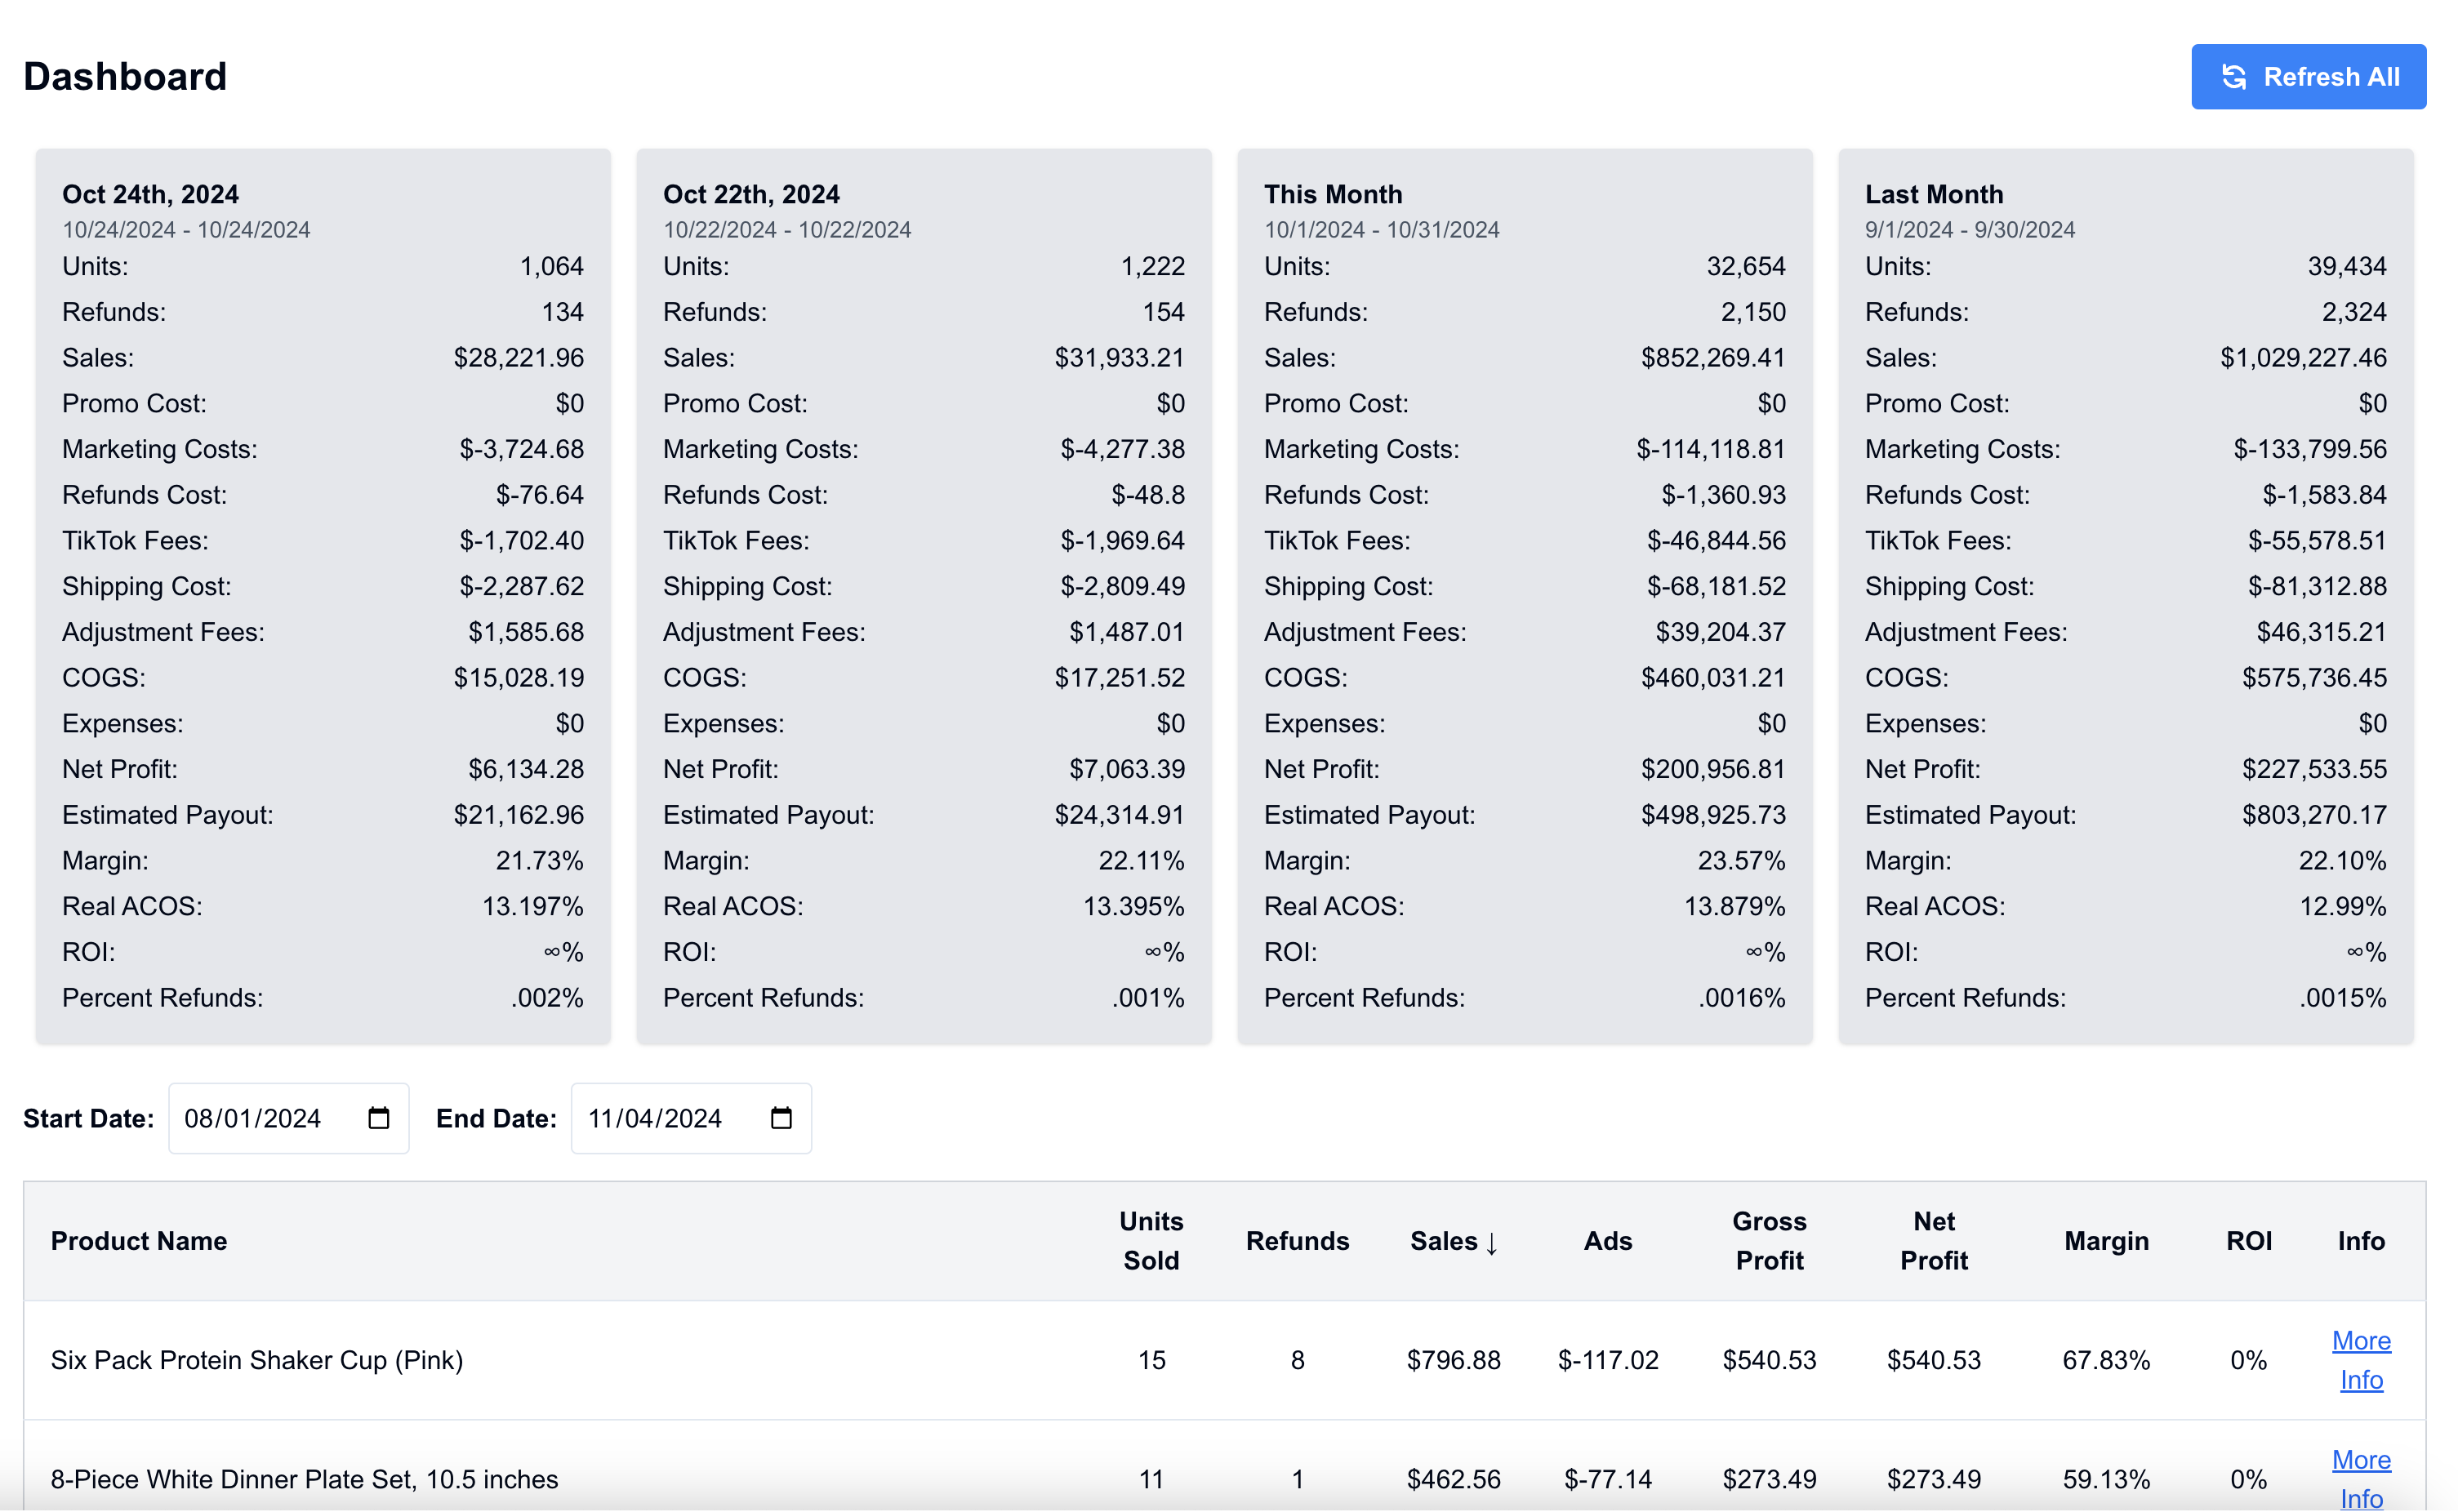 Dashboard
Refresh All
Oct 24th, 2024
10/24/2024 - 10/24/2024
Units: 1,064
Refunds: 134
Sales: $28,221.96
Promo Cost: $0
Marketing Costs: $-3,724.68
Refunds Cost: $-76.64
TikTok Fees: $-1,702.40
Shipping Cost: $-2,287.62
Adjustment Fees: $1,585.68
COGS: $15,028.19
Expenses: $0
Net Profit: $6,134.28
Estimated Payout: $21,162.96
Margin: 21.73%
Real ACOS: 13.197%
ROI: ∞%
Percent Refunds: .002%
Oct 22th, 2024
10/22/2024 - 10/22/2024
Units: 1,222
Refunds: 154
Sales: $31,933.21
Promo Cost: $0
Marketing Costs: $-4,277.38
Refunds Cost: $-48.8
TikTok Fees: $-1,969.64
Shipping Cost: $-2,809.49
Adjustment Fees: $1,487.01
COGS: $17,251.52
Expenses: $0
Net Profit: $7,063.39
Estimated Payout: $24,314.91
Margin: 22.11%
Real ACOS: 13.395%
ROI: ∞%
Percent Refunds: .001%
This Month
10/1/2024 - 10/31/2024
Units: 32,654
Refunds: 2,150
Sales: $852,269.41
Promo Cost: $0
Marketing Costs: $-114,118.81
Refunds Cost: $-1,360.93
TikTok Fees: $-46,844.56
Shipping Cost: $-68,181.52
Adjustment Fees: $39,204.37
COGS: $460,031.21
Expenses: $0
Net Profit: $200,956.81
Estimated Payout: $498,925.73
Margin: 23.57%
Real ACOS: 13.879%
ROI: ∞%
Percent Refunds: .0016%
Last Month
9/1/2024 - 9/30/2024
Units: 39,434
Refunds: 2,324
Sales: $1,029,227.46
Promo Cost: $0
Marketing Costs: $-133,799.56
Refunds Cost: $-1,583.84
TikTok Fees: $-55,578.51
Shipping Cost: $-81,312.88
Adjustment Fees: $46,315.21
COGS: $575,736.45
Expenses: $0
Net Profit: $227,533.55
Estimated Payout: $803,270.17
Margin: 22.10%
Real ACOS: 12.99%
ROI: ∞%
Percent Refunds: .0015%
Start Date: 08/01/2024 End Date: 11/04/2024
Product Name Units Sold Refunds Sales ↓ Ads Gross Profit Net Profit Margin ROI Info
Six Pack Protein Shaker Cup (Pink) 15 8 $796.88 $-117.02 $540.53 $540.53 67.83% 0% More Info
8-Piece White Dinner Plate Set, 10.5 inches 11 1 $462.56 $-77.14 $273.49 $273.49 59.13% 0% More Info